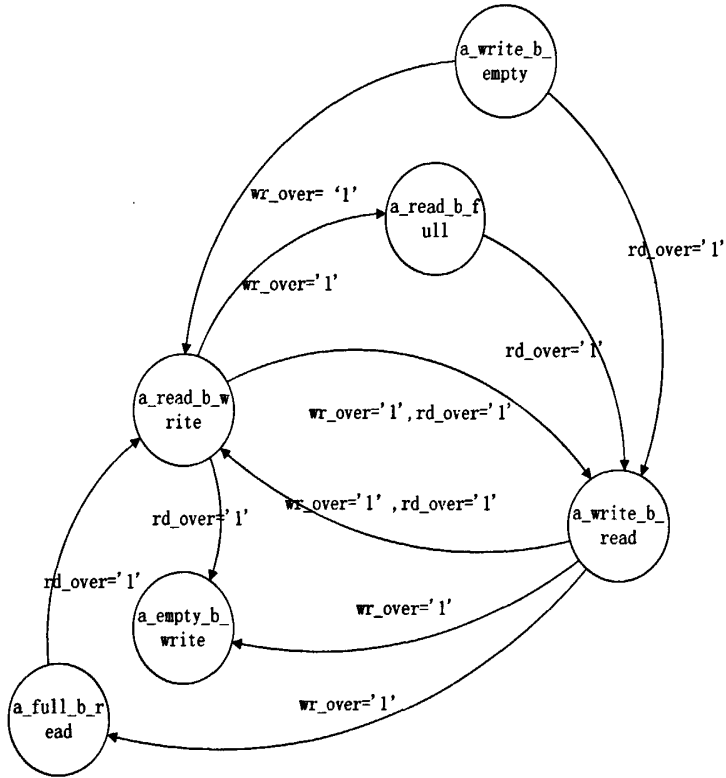 a_write_b_
empty
wr_over= ‘1’
a_read_b_f
ull
rd_over='1’
wr_over='1’
rd_over='1’
a_read_b_w
rite
wr_over='1’,rd_over='1’
wr_over='1’ ,rd_over='1’
a_write_b_
read
rd_over='1’
rd_over='1’
a_empty_b_
write
wr_over='1’
a_full_b_r
ead
wr_over='1’